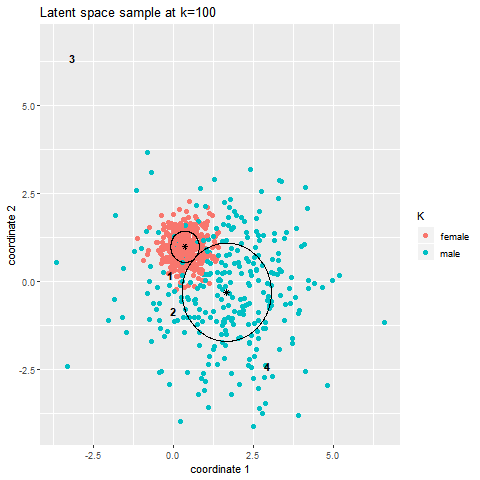 Latent space sample at k=100
3
5.0
2.5
0.0
-2.5
coordinate 2
1
2
4
-2.5
0.0
2.5
5.0
coordinate 1
K
female
male